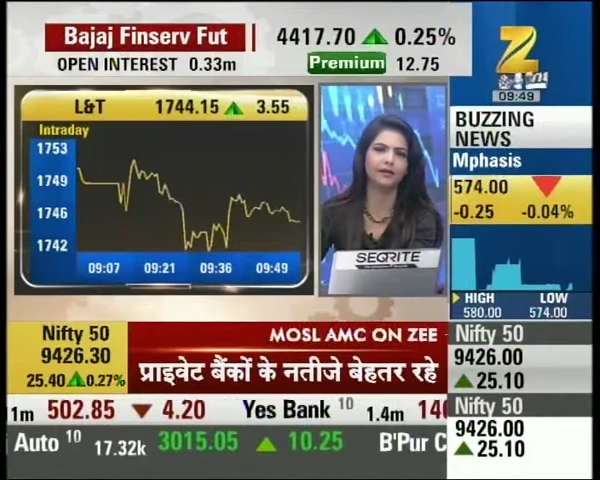 Bajaj Finserv Fut
4417.70 0.25%
OPEN INTEREST 0.33m
Premium 12.75
Z
09:49
L&T 1744.15 3.55
Intraday
1753
1749
1746
1742
09:07 09:21 09:36 09:49
SEQRITE
BUZZING
NEWS
Mphasis
574.00
-0.25 -0.04%
HIGH LOW
580.00 574.00
Nifty 50
9426.30
25.40 0.27%
MOSL AMC ON ZEE
प्राइवेट बैंकों के नतीजे बेहतर रहे
Nifty 50
9426.00
25.10
Nifty 50
9426.00
25.10
1m 502.85 4.20 Yes Bank 10 1.4m 140
Auto 10 17.32k 3015.05 10.25 B'Pur C